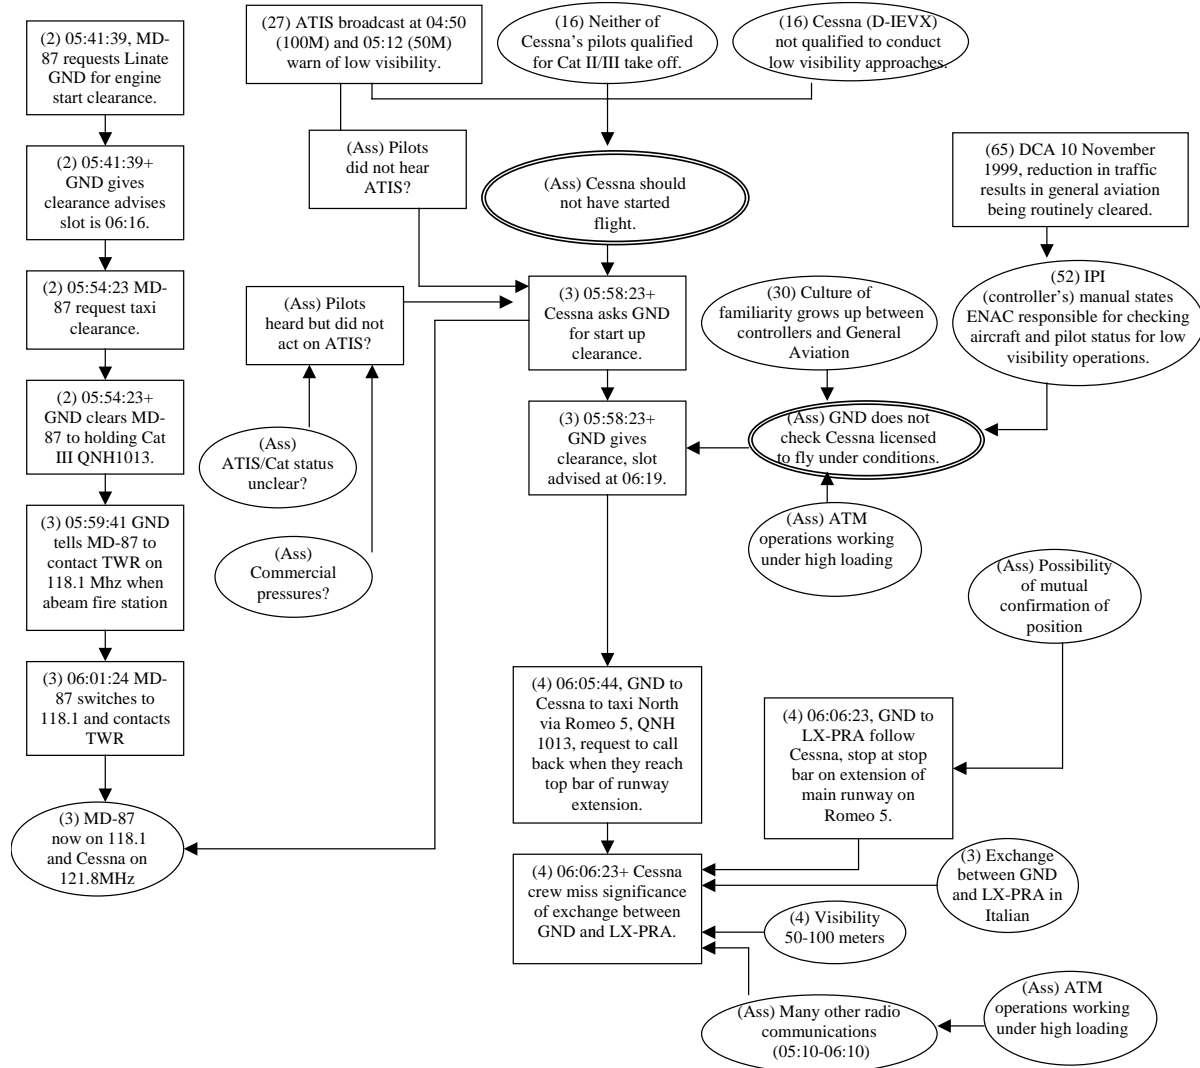 (2) 05:41:39, MD-
87 requests Linate
GND for engine
start clearance.
(27) ATIS broadcast at 04:50
(100M) and 05:12 (50M)
warn of low visibility.
(16) Neither of
Cessna's pilots qualified
for Cat II/III take off.
(16) Cessna (D-IEVX)
not qualified to conduct
low visibility approaches.
(2) 05:41:39+
GND gives
clearance advises
slot is 06:16.
(Ass) Pilots
did not hear
ATIS?
(Ass) Cessna should
not have started
flight.
(65) DCA 10 November
1999, reduction in traffic
results in general aviation
being routinely cleared.
(2) 05:54:23 MD-
87 request taxi
clearance.
(Ass) Pilots
heard but did not
act on ATIS?
(3) 05:58:23+
Cessna asks GND
for start up
clearance.
(30) Culture of
familiarity grows up between
controllers and General
Aviation
(52) IPI
(controller's) manual states
ENAC responsible for checking
aircraft and pilot status for low
visibility operations.
(2) 05:54:23+
GND clears MD-
87 to holding Cat
III QNH1013.
(Ass)
ATIS/Cat status
unclear?
(3) 05:58:23+
GND gives
clearance, slot
advised at 06:19.
(Ass) GND does not
check Cessna licensed
to fly under conditions.
(3) 05:59:41 GND
tells MD-87 to
contact TWR on
118.1 Mhz when
abeam fire station
(Ass)
Commercial
pressures?
(Ass) ATM
operations working
under high loading
(Ass) Possibility
of mutual
confirmation of
position
(3) 06:01:24 MD-
87 switches to
118.1 and contacts
TWR
(4) 06:05:44, GND to
Cessna to taxi North
via Romeo 5, QNH
1013, request to call
back when they reach
top bar of runway
extension.
(4) 06:06:23, GND to
LX-PRA follow
Cessna, stop at stop
bar on extension of
main runway on
Romeo 5.
(3) MD-87
now on 118.1
and Cessna on
121.8MHz
(4) 06:06:23+ Cessna
crew miss significance
of exchange between
GND and LX-PRA.
(3) Exchange
between GND
and LX-PRA in
Italian
(4) Visibility
50-100 meters
(Ass) Many other radio
communications
(05:10-06:10)
(Ass) ATM
operations working
under high loading